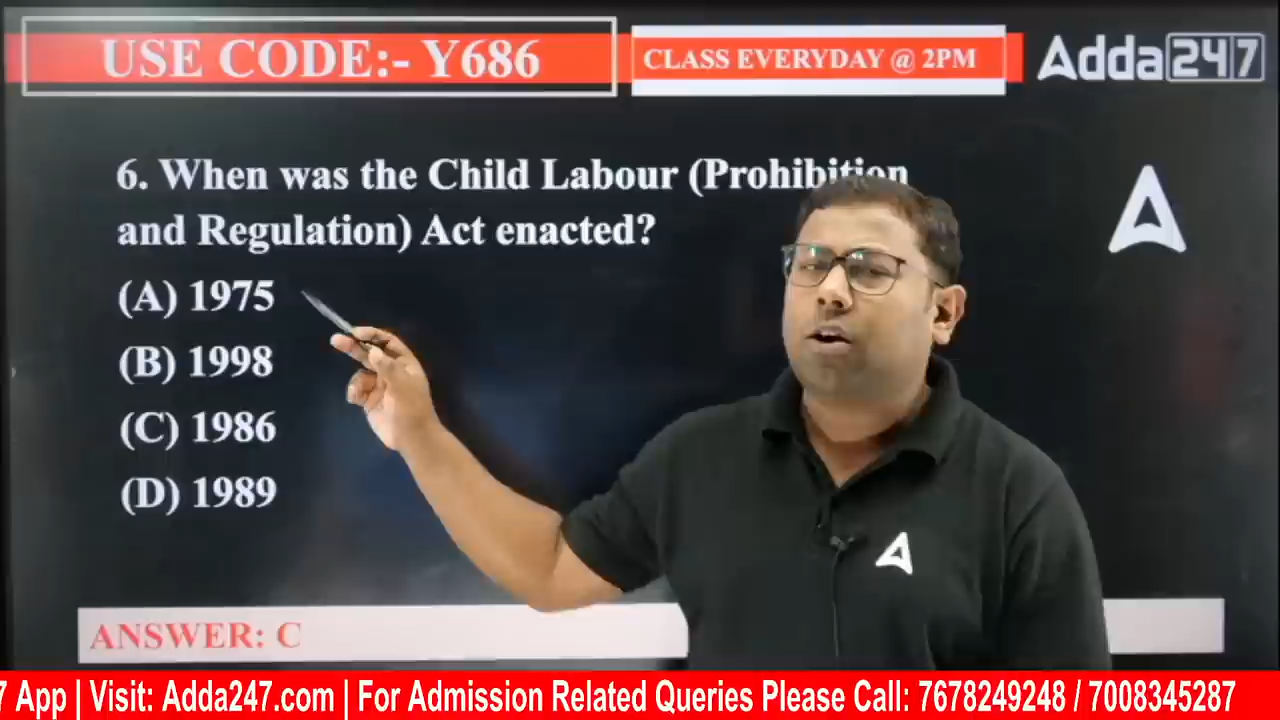 USE CODE:- Y686
CLASS EVERYDAY @ 2PM
Adda247
6. When was the Child Labour (Prohibition
and Regulation) Act enacted?
(A) 1975
(B) 1998
(C) 1986
(D) 1989
ANSWER: C
7 App | Visit: Adda247.com | For Admission Related Queries Please Call: 7678249248 / 7008345287